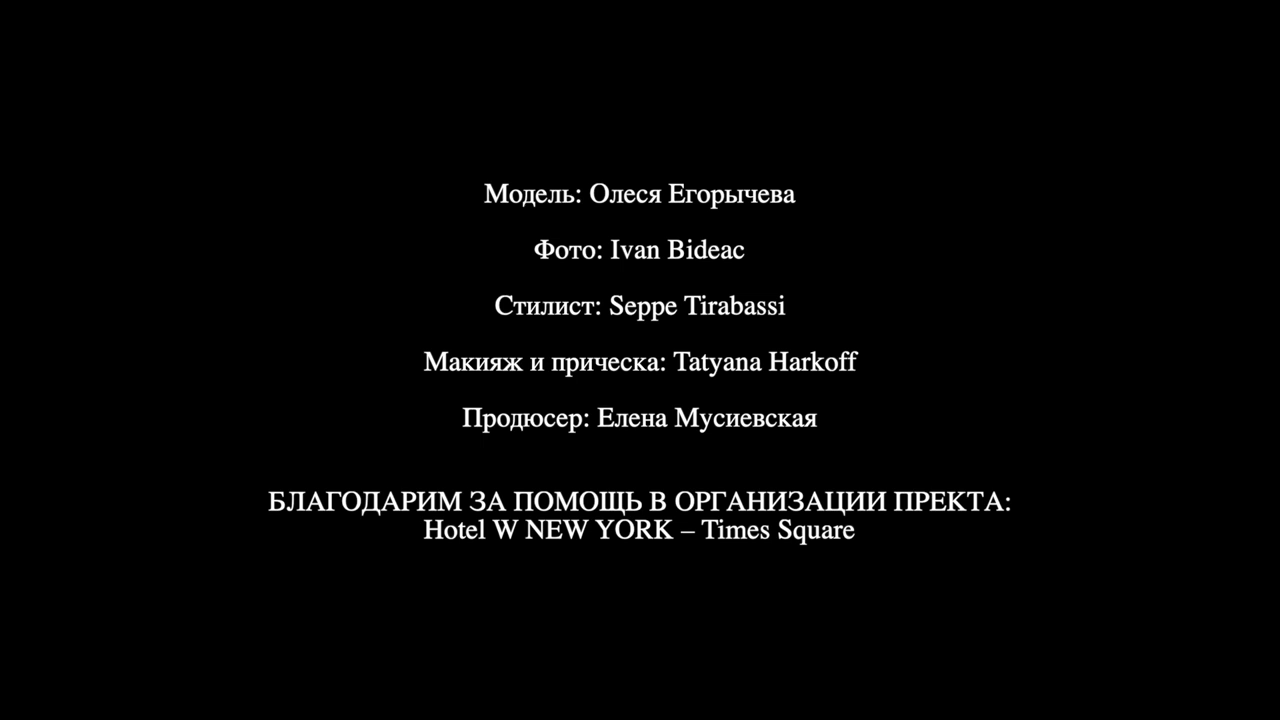 Модель: Олеся Егорычева
Фото: Ivan Bideac
Стилист: Seppe Tirabassi
Макияж и прическа: Tatyana Harkoff
Продюсер: Елена Мусиевская
БЛАГОДАРИМ ЗА ПОМОЩЬ В ОРГАНИЗАЦИИ ПРЕКТА:
Hotel W NEW YORK – Times Square